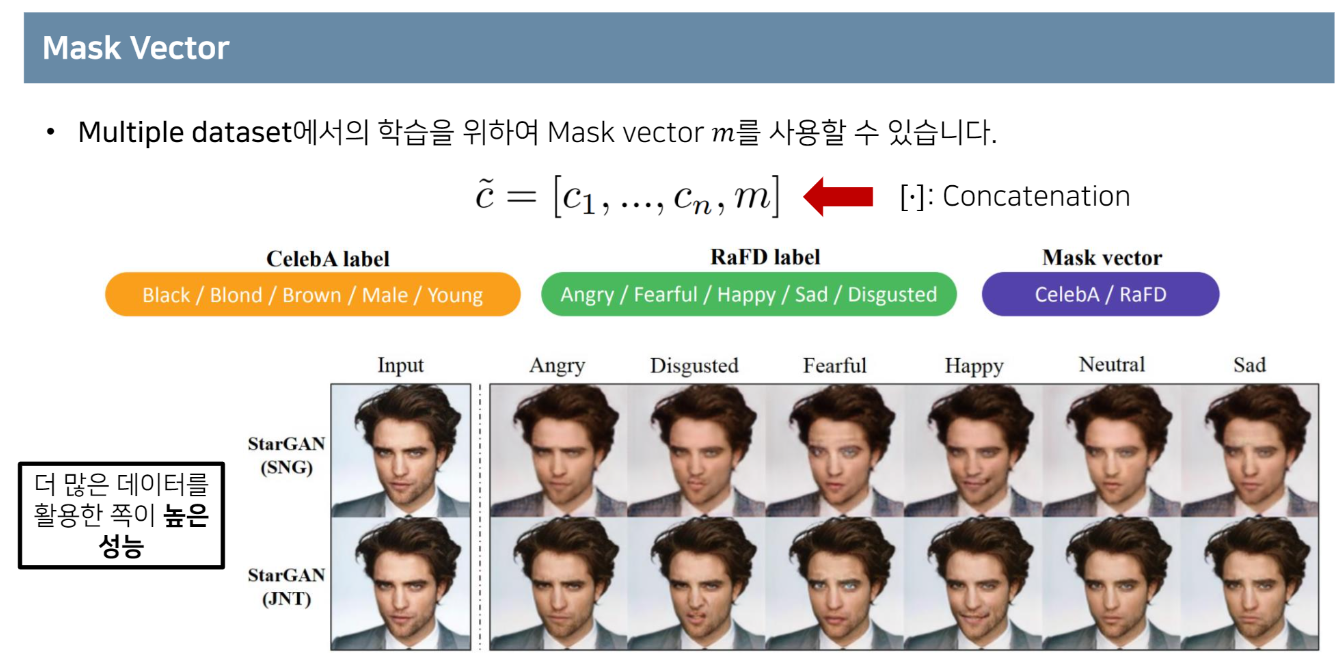 Mask Vector
• Multiple dataset에서의 학습을 위하여 Mask vector m를 사용할 수 있습니다.
c̃ = [c₁, ..., cₙ, m] [·]: Concatenation
CelebA label RaFD label Mask vector
Black / Blond / Brown / Male / Young Angry / Fearful / Happy / Sad / Disgusted CelebA / RaFD
Input Angry Disgusted Fearful Happy Neutral Sad
StarGAN
(SNG)
더 많은 데이터를
활용한 쪽이 높은
성능
StarGAN
(JNT)